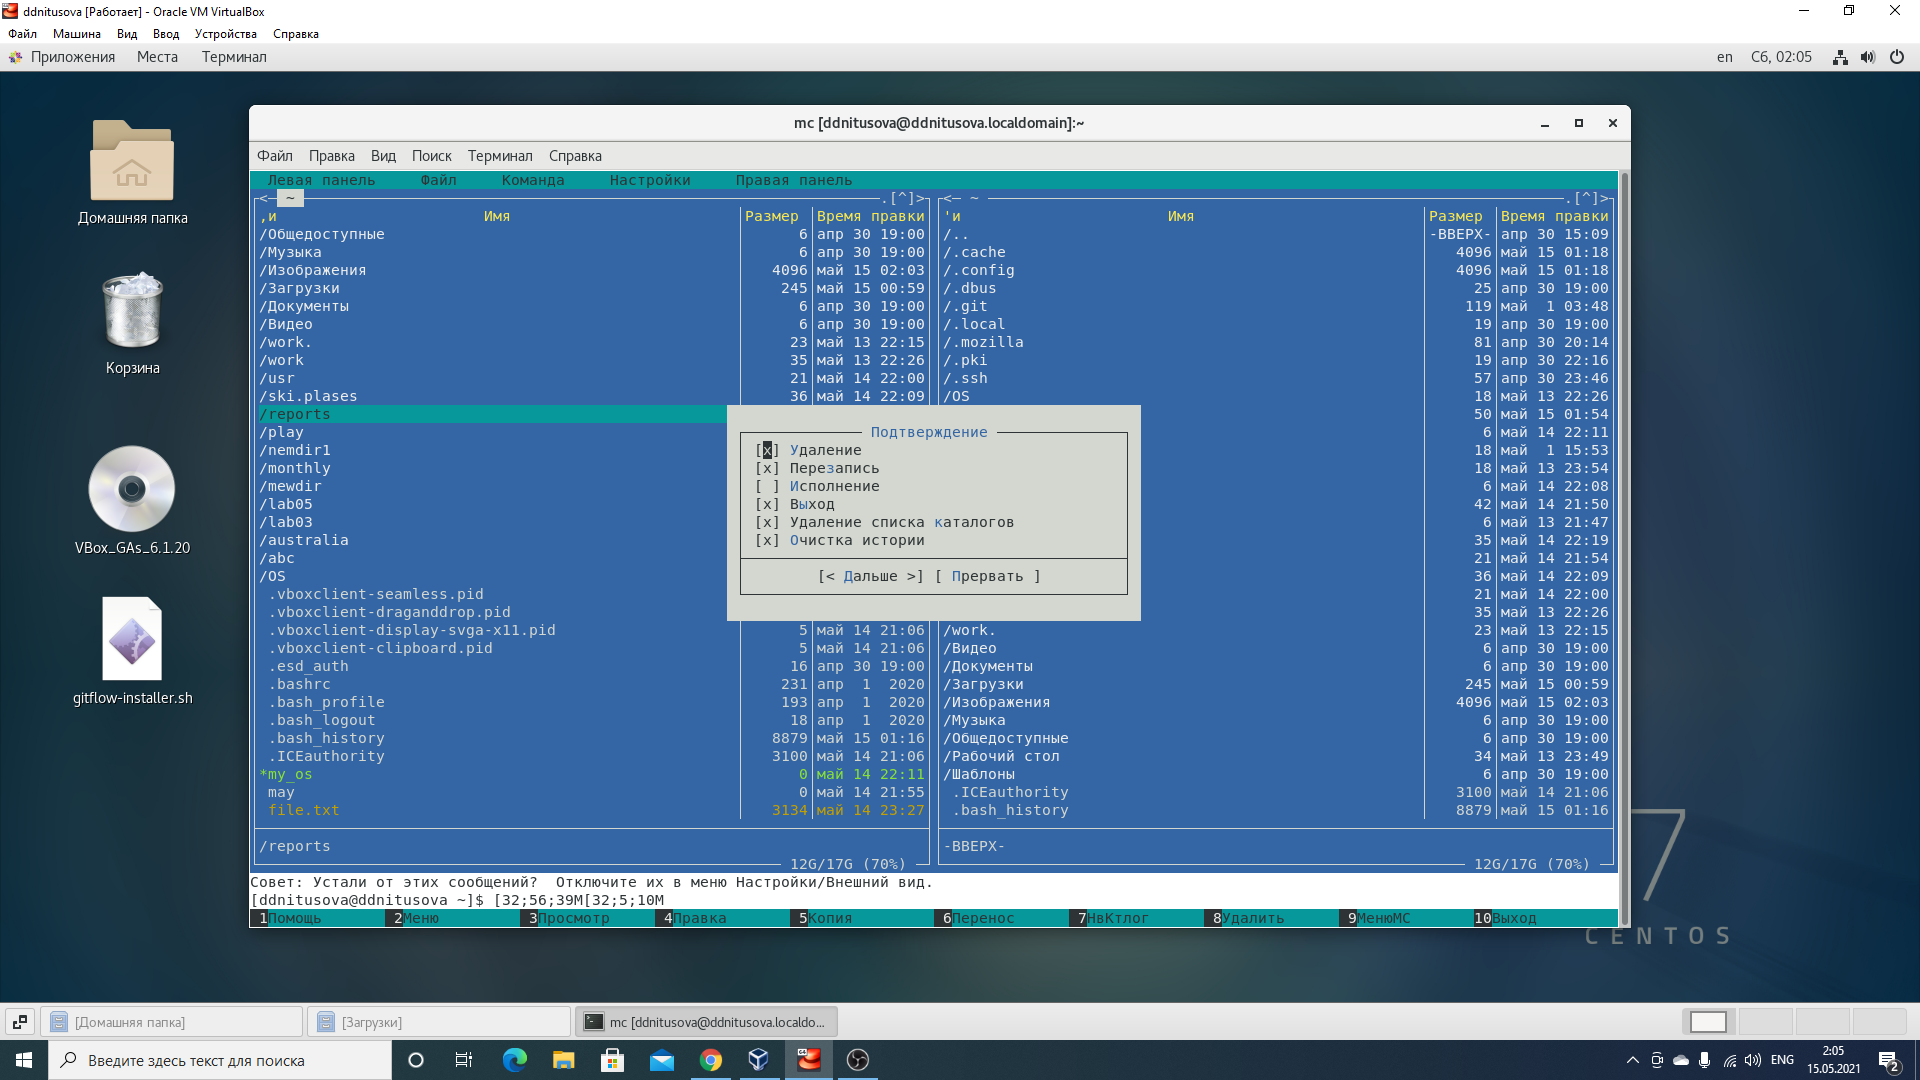 ddnitusova [Работает] - Oracle VM VirtualBox
Файл Машина Вид Ввод Устройства Справка
Приложения Места Терминал en Сб, 02:05
Домашняя папка
Корзина
VBox_GAs_6.1.20
gitflow-installer.sh
mc [ddnitusova@ddnitusova.localdomain]:~
Файл Правка Вид Поиск Терминал Справка
Левая панель Файл Команда Настройки Правая панель
<─ ~ .[^]> <─ ~ .[^]>
,и Имя Размер Время правки 'и Имя Размер Время правки
/Общедоступные 6 апр 30 19:00 /.. -ВВЕРХ- апр 30 15:09
/Музыка 6 апр 30 19:00 /.cache 4096 май 15 01:18
/Изображения 4096 май 15 02:03 /.config 4096 май 15 01:18
/Загрузки 245 май 15 00:59 /.dbus 25 апр 30 19:00
/Документы 6 апр 30 19:00 /.git 119 май 1 03:48
/Видео 6 апр 30 19:00 /.local 19 апр 30 19:00
/work. 23 май 13 22:15 /.mozilla 81 апр 30 20:14
/work 35 май 13 22:26 /.pki 19 апр 30 22:16
/usr 21 май 14 22:00 /.ssh 57 апр 30 23:46
/ski.plases 36 май 14 22:09 /OS 18 май 13 22:26
/reports 50 май 15 01:54
/play Подтверждение 6 май 14 22:11
/nemdir1 [x] Удаление 18 май 1 15:53
/monthly [x] Перезапись 18 май 13 23:54
/mewdir [ ] Исполнение 6 май 14 22:08
/lab05 [x] Выход 42 май 14 21:50
/lab03 [x] Удаление списка каталогов 6 май 13 21:47
/australia [x] Очистка истории 35 май 14 22:19
/abc 21 май 14 21:54
/OS [< Дальше >] [ Прервать ] 36 май 14 22:09
.vboxclient-seamless.pid 21 май 14 22:00
.vboxclient-draganddrop.pid 35 май 13 22:26
.vboxclient-display-svga-x11.pid 5 май 14 21:06 /work. 23 май 13 22:15
.vboxclient-clipboard.pid 5 май 14 21:06 /Видео 6 апр 30 19:00
.esd_auth 16 апр 30 19:00 /Документы 6 апр 30 19:00
.bashrc 231 апр 1 2020 /Загрузки 245 май 15 00:59
.bash_profile 193 апр 1 2020 /Изображения 4096 май 15 02:03
.bash_logout 18 апр 1 2020 /Музыка 6 апр 30 19:00
.bash_history 8879 май 15 01:16 /Общедоступные 6 апр 30 19:00
.ICEauthority 3100 май 14 21:06 /Рабочий стол 34 май 13 23:49
*my_os 0 май 14 22:11 /Шаблоны 6 апр 30 19:00
may 0 май 14 21:55 .ICEauthority 3100 май 14 21:06
file.txt 3134 май 14 23:27 .bash_history 8879 май 15 01:16
/reports -ВВЕРХ-
12G/17G (70%) 12G/17G (70%)
Совет: Устали от этих сообщений? Отключите их в меню Настройки/Внешний вид.
[ddnitusova@ddnitusova ~]$ [32;56;39M[32;5;10M
1Помощь 2Меню 3Просмотр 4Правка 5Копия 6Перенос 7НвКтлог 8Удалить 9МенюMC 10Выход
7
CENTOS
[Домашняя папка] [Загрузки] mc [ddnitusova@ddnitusova.localdo...
Введите здесь текст для поиска
ENG 2:05
15.05.2021
2